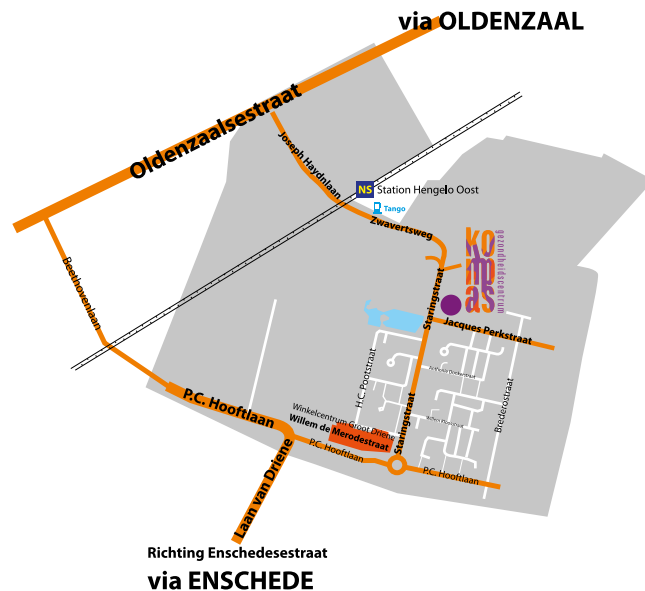 via OLDENZAAL
Oldenzaalsestraat
Joseph Haydnlaan
NS Station Hengelo Oost
Tango
Zwavertsweg
kompas
gezondheidscentrum
Beethovenlaan
Staringstraat
Jacques Perkstraat
H.C. Pootstraat
Brederostraat
P.C. Hooftlaan
Winkelcentrum Groot Driene
Willem de Merodestraat
Staringstraat
P.C. Hooftlaan
P.C. Hooftlaan
Laan van Driene
Richting Enschedesestraat
via ENSCHEDE